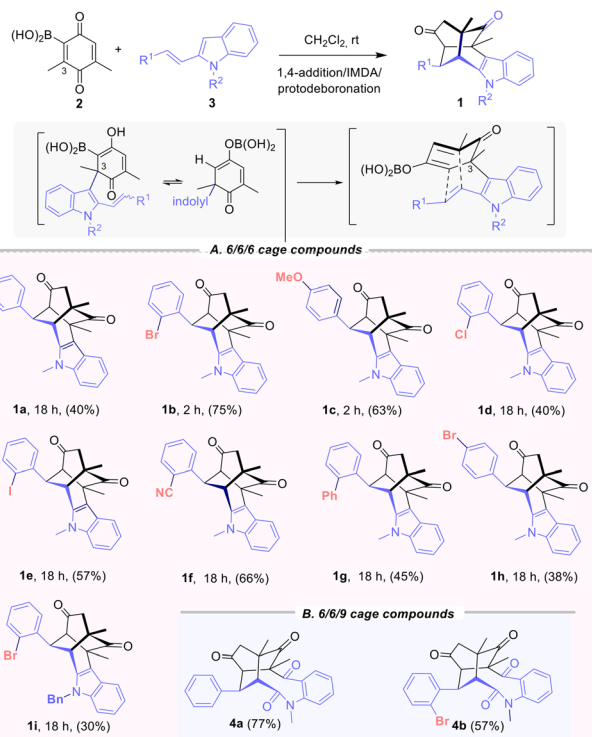 (HO)₂B
O
O
3
2
+
R¹
N
R²
3
CH₂Cl₂, rt
1,4-addition/IMDA/
protodeboronation
O
O
R¹
N
R²
1
(HO)₂B
OH
3
O
R¹
N
R²
⇌
OB(OH)₂
H
indolyl
O
(HO)₂BO
O
3
R¹
N
R²
A. 6/6/6 cage compounds
O
O
N
1a, 18 h, (40%)
O
O
Br
N
1b, 2 h, (75%)
MeO
O
O
N
1c, 2 h, (63%)
O
O
Cl
N
1d, 18 h, (40%)
O
O
I
N
1e, 18 h, (57%)
O
O
NC
N
1f, 18 h, (66%)
O
O
Ph
N
1g, 18 h, (45%)
Br
O
O
N
1h, 18 h, (38%)
O
O
Br
N
Bn
1i, 18 h, (30%)
B. 6/6/9 cage compounds
O
O
O
O
N
4a (77%)
O
O
O
O
N
Br
4b (57%)